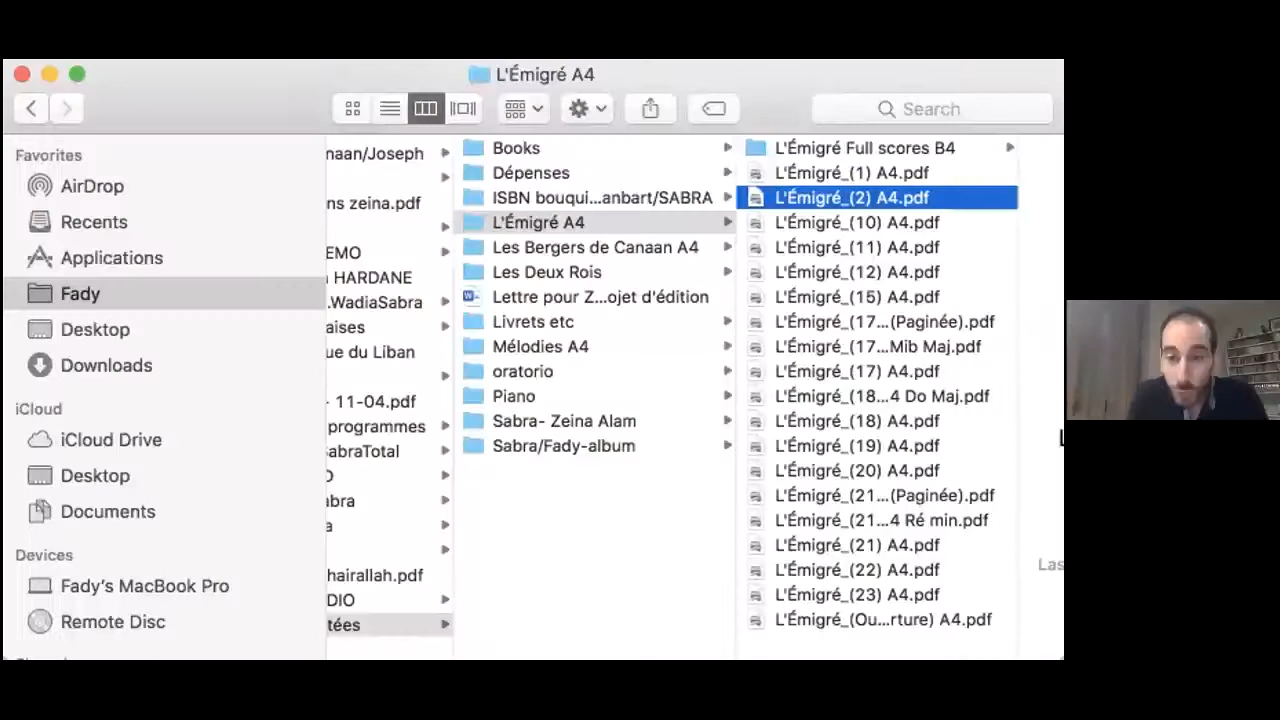 L'Émigré A4
Search
Favorites
AirDrop
Recents
Applications
Fady
Desktop
Downloads
iCloud
iCloud Drive
Desktop
Documents
Devices
Fady's MacBook Pro
Remote Disc
naan/Joseph
ns zeina.pdf
EMO
HARDANE
.WadiaSabra
aises
ue du Liban
- 11-04.pdf
programmes
SabraTotal
O
abra
a
hairallah.pdf
DIO
tées
Books
Dépenses
ISBN bouqui...anbart/SABRA
L'Émigré A4
Les Bergers de Canaan A4
Les Deux Rois
Lettre pour Z...ojet d'édition
Livrets etc
Mélodies A4
oratorio
Piano
Sabra- Zeina Alam
Sabra/Fady-album
L'Émigré Full scores B4
L'Émigré_(1) A4.pdf
L'Émigré_(2) A4.pdf
L'Émigré_(10) A4.pdf
L'Émigré_(11) A4.pdf
L'Émigré_(12) A4.pdf
L'Émigré_(15) A4.pdf
L'Émigré_(17...(Paginée).pdf
L'Émigré_(17...Mib Maj.pdf
L'Émigré_(17) A4.pdf
L'Émigré_(18...4 Do Maj.pdf
L'Émigré_(18) A4.pdf
L'Émigré_(19) A4.pdf
L'Émigré_(20) A4.pdf
L'Émigré_(21...(Paginée).pdf
L'Émigré_(21...4 Ré min.pdf
L'Émigré_(21) A4.pdf
L'Émigré_(22) A4.pdf
L'Émigré_(23) A4.pdf
L'Émigré_(Ou...rture) A4.pdf
Las